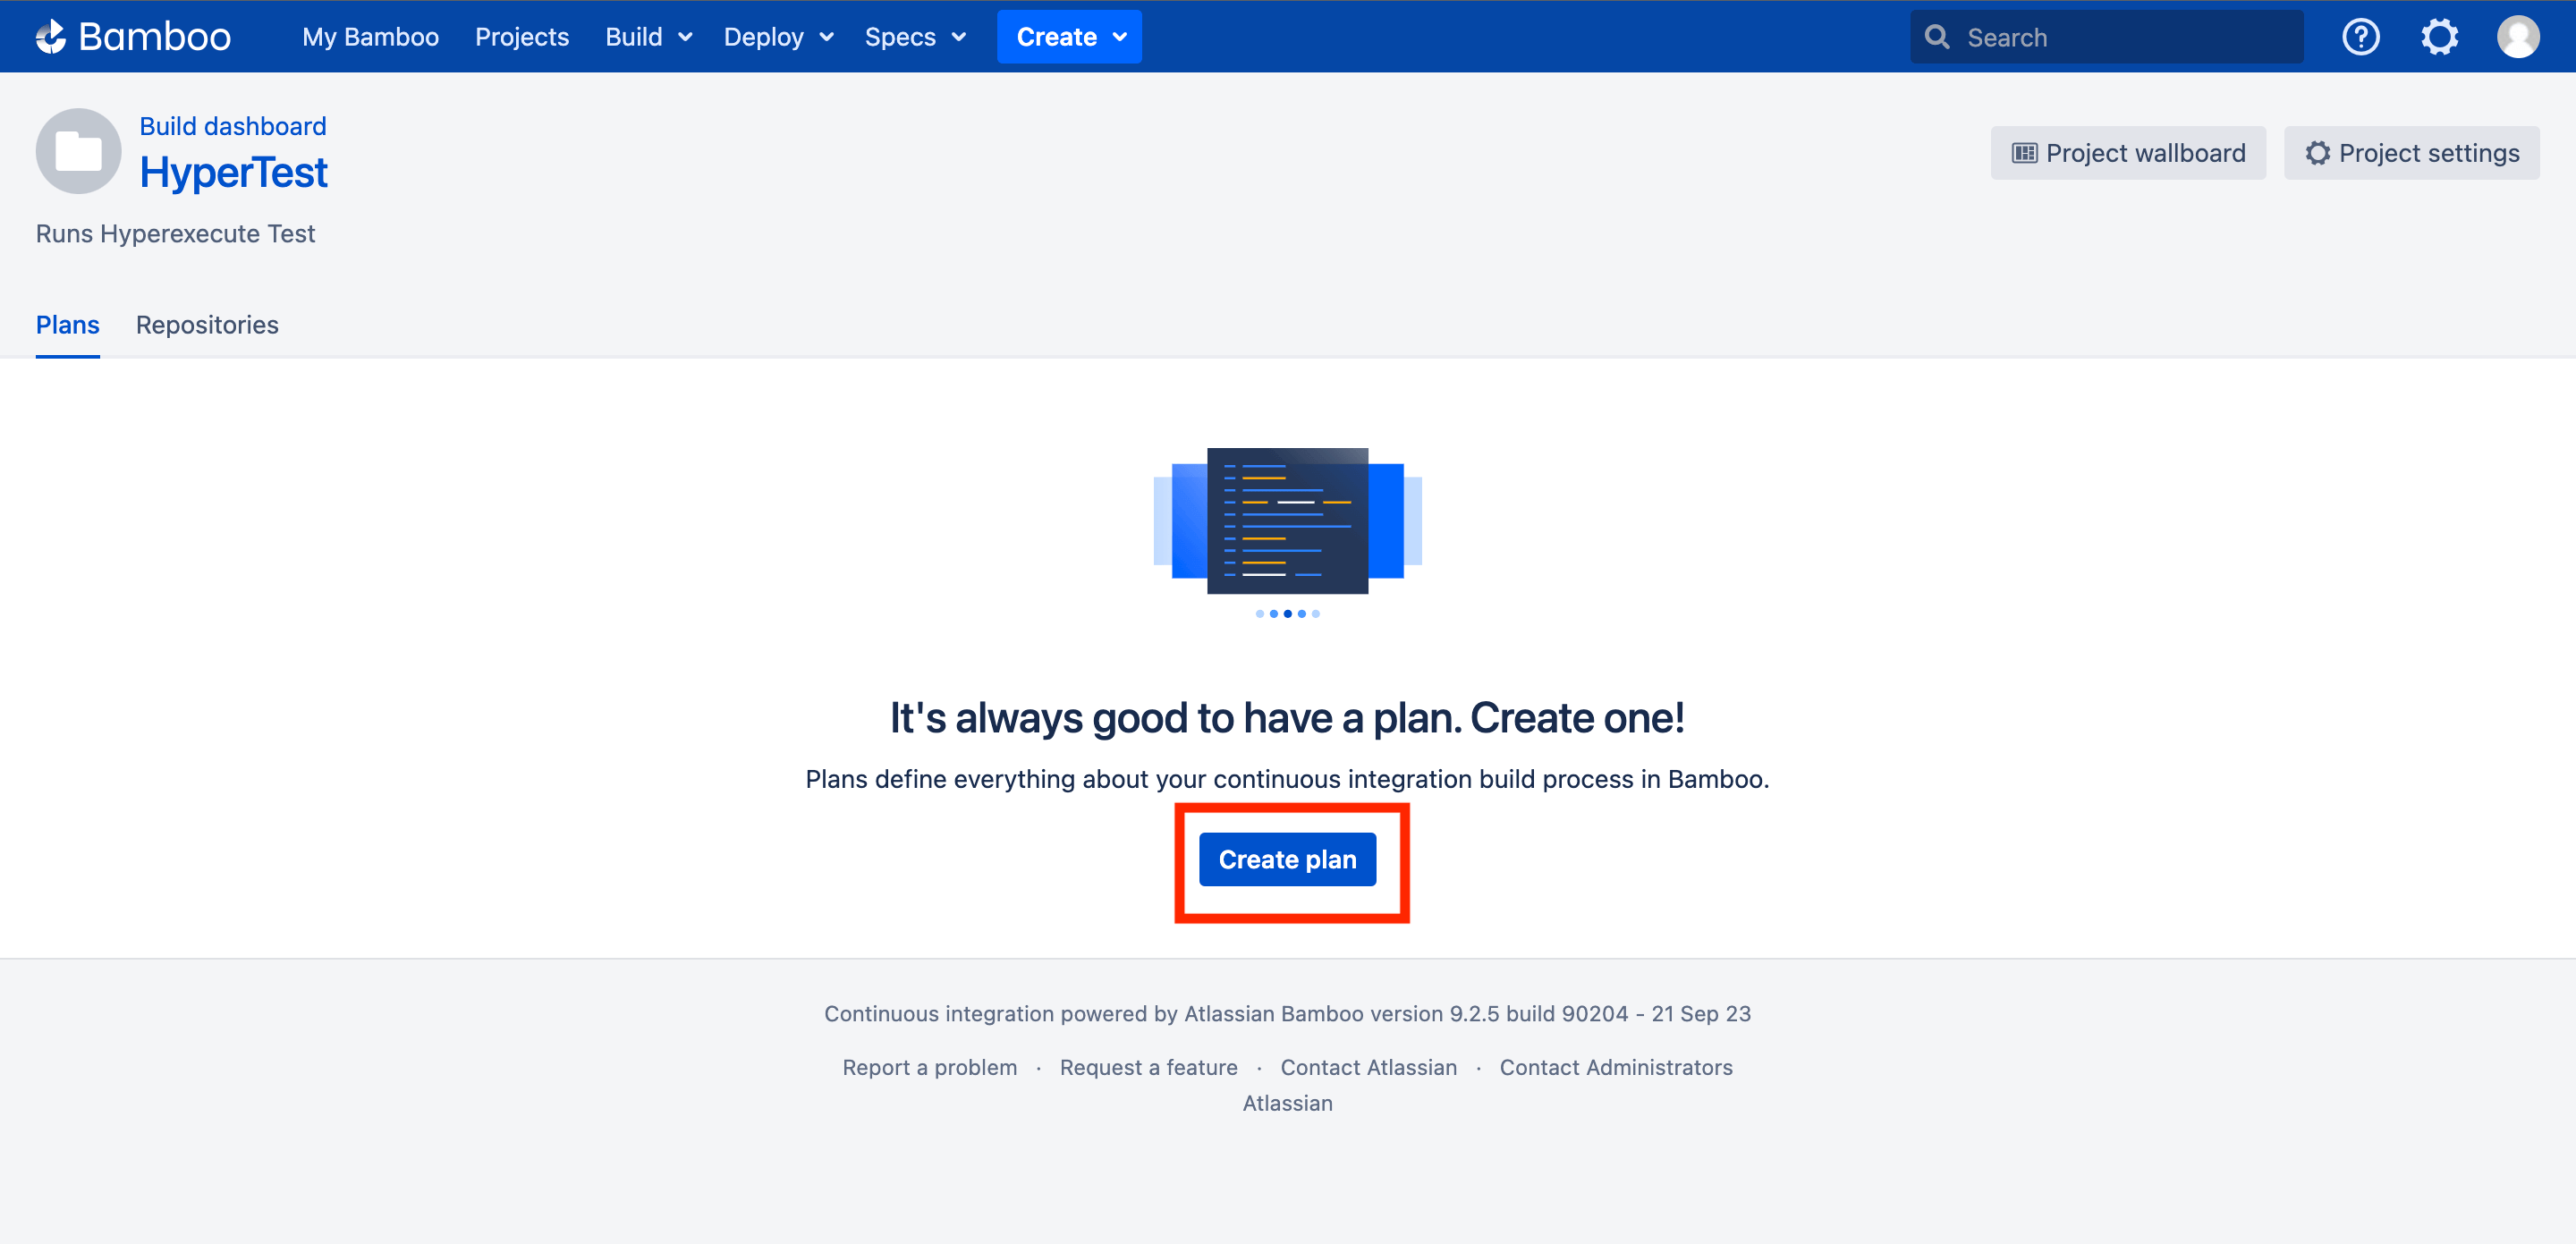 Bamboo My Bamboo Projects Build Deploy Specs Create Search
Build dashboard
HyperTest
Project wallboard Project settings
Runs Hyperexecute Test
Plans Repositories
It's always good to have a plan. Create one!
Plans define everything about your continuous integration build process in Bamboo.
Create plan
Continuous integration powered by Atlassian Bamboo version 9.2.5 build 90204 - 21 Sep 23
Report a problem · Request a feature · Contact Atlassian · Contact Administrators
Atlassian